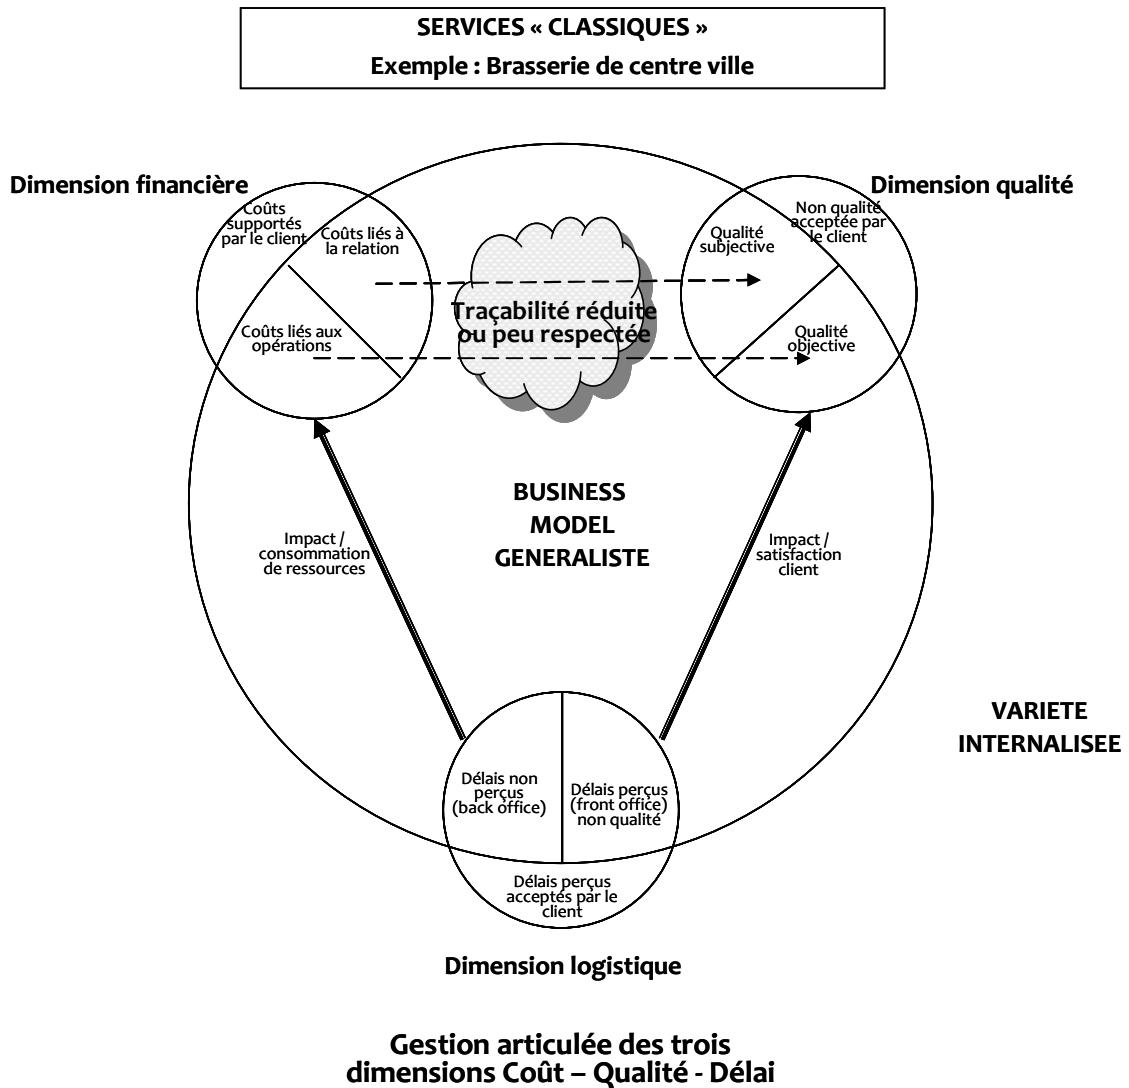 SERVICES « CLASSIQUES »
Exemple : Brasserie de centre ville
Dimension financière
Dimension qualité
Coûts
supportés
par le client
Coûts liés à
la relation
Coûts liés aux
opérations
Traçabilité réduite
ou peu respectée
Qualité
subjective
Non qualité
acceptée par
le client
Qualité
objective
BUSINESS
MODEL
GENERALISTE
Impact /
consommation
de ressources
Impact /
satisfaction
client
VARIETE
INTERNALISEE
Délais non
perçus
(back office)
Délais perçus
(front office)
non qualité
Délais perçus
acceptés par le
client
Dimension logistique
Gestion articulée des trois
dimensions Coût – Qualité - Délai